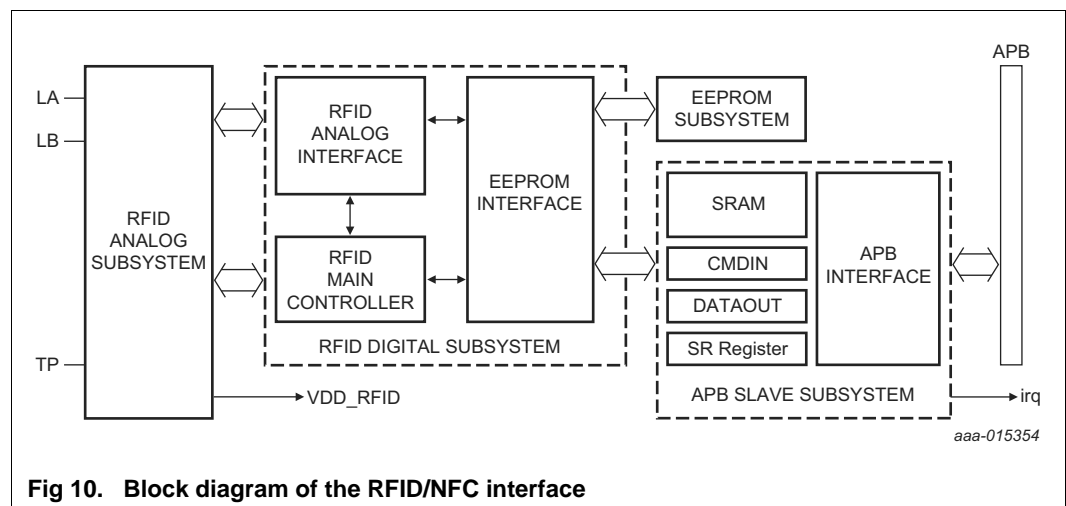 APB
LA
LB
TP
RFID
ANALOG
SUBSYSTEM
RFID
ANALOG
INTERFACE
RFID
MAIN
CONTROLLER
EEPROM
INTERFACE
RFID DIGITAL SUBSYSTEM
VDD_RFID
EEPROM
SUBSYSTEM
SRAM
CMDIN
DATAOUT
SR Register
APB
INTERFACE
APB SLAVE SUBSYSTEM
irq
aaa-015354
Fig 10. Block diagram of the RFID/NFC interface